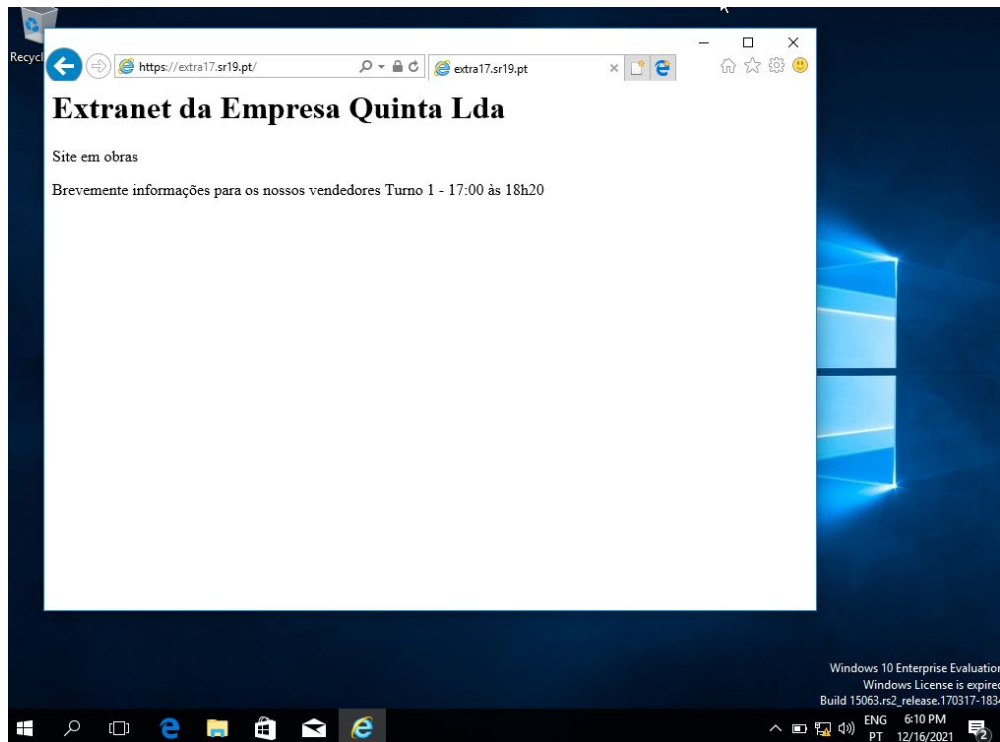 Recycl
https://extra17.sr19.pt/
extra17.sr19.pt
Extranet da Empresa Quinta Lda
Site em obras
Brevemente informações para os nossos vendedores Turno 1 - 17:00 às 18h20
Windows 10 Enterprise Evaluation
Windows License is expired
Build 15063.rs2_release.170317-1834
ENG 6:10 PM
PT 12/16/2021
2